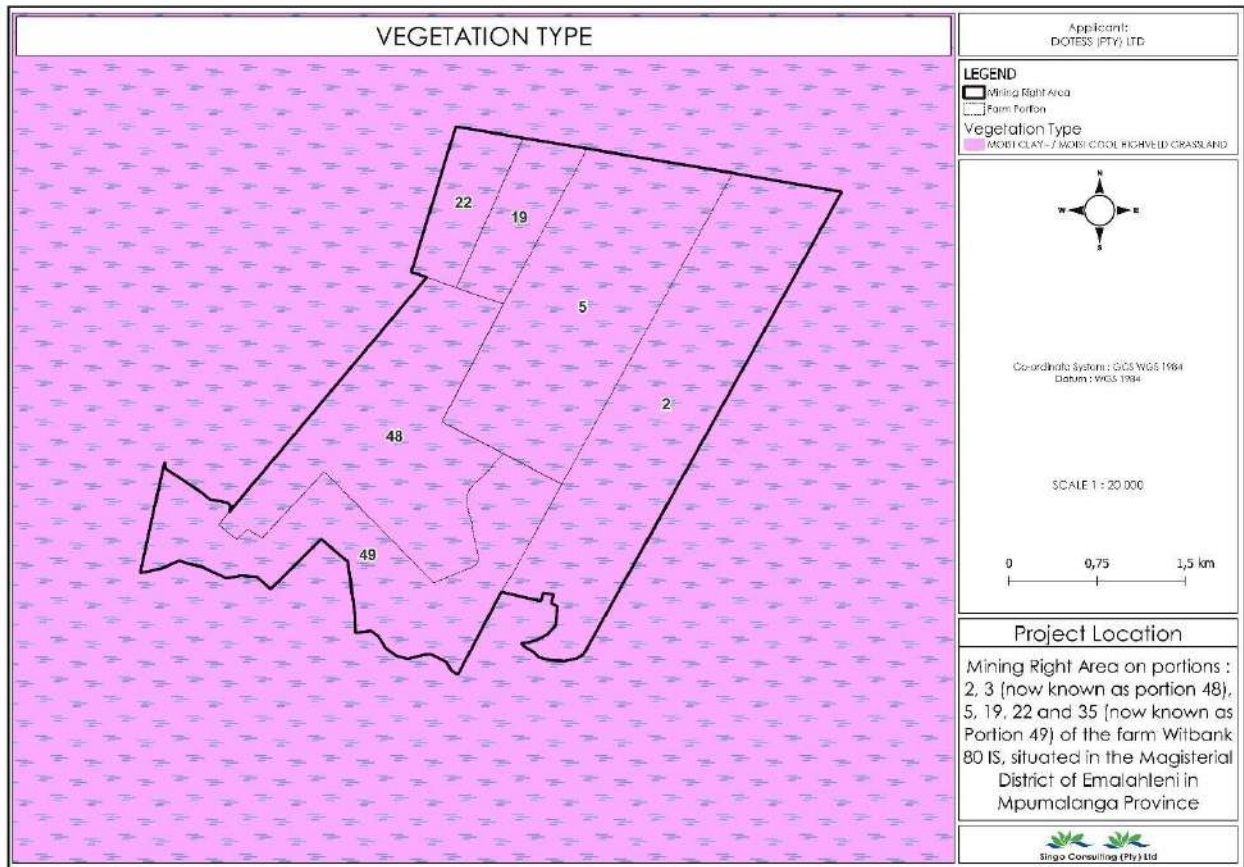 VEGETATION TYPE
Applicant:
DOTESS (PTY) LTD
LEGEND
Mining Right Area
Farm Portion
Vegetation Type
MOIST CLAY- / MOIST COOL HIGHVELD GRASSLAND
N
W
E
S
22
19
5
2
48
49
Co-ordinate System : GCS WGS 1984
Datum : WGS 1984
SCALE 1 : 20 000
0 0,75 1,5 km
Project Location
Mining Right Area on portions :
2, 3 (now known as portion 48),
5, 19, 22 and 35 (now known as
Portion 49) of the farm Witbank
80 IS, situated in the Magisterial
District of Emalahleni in
Mpumalanga Province
Singo Consulting (Pty) Ltd